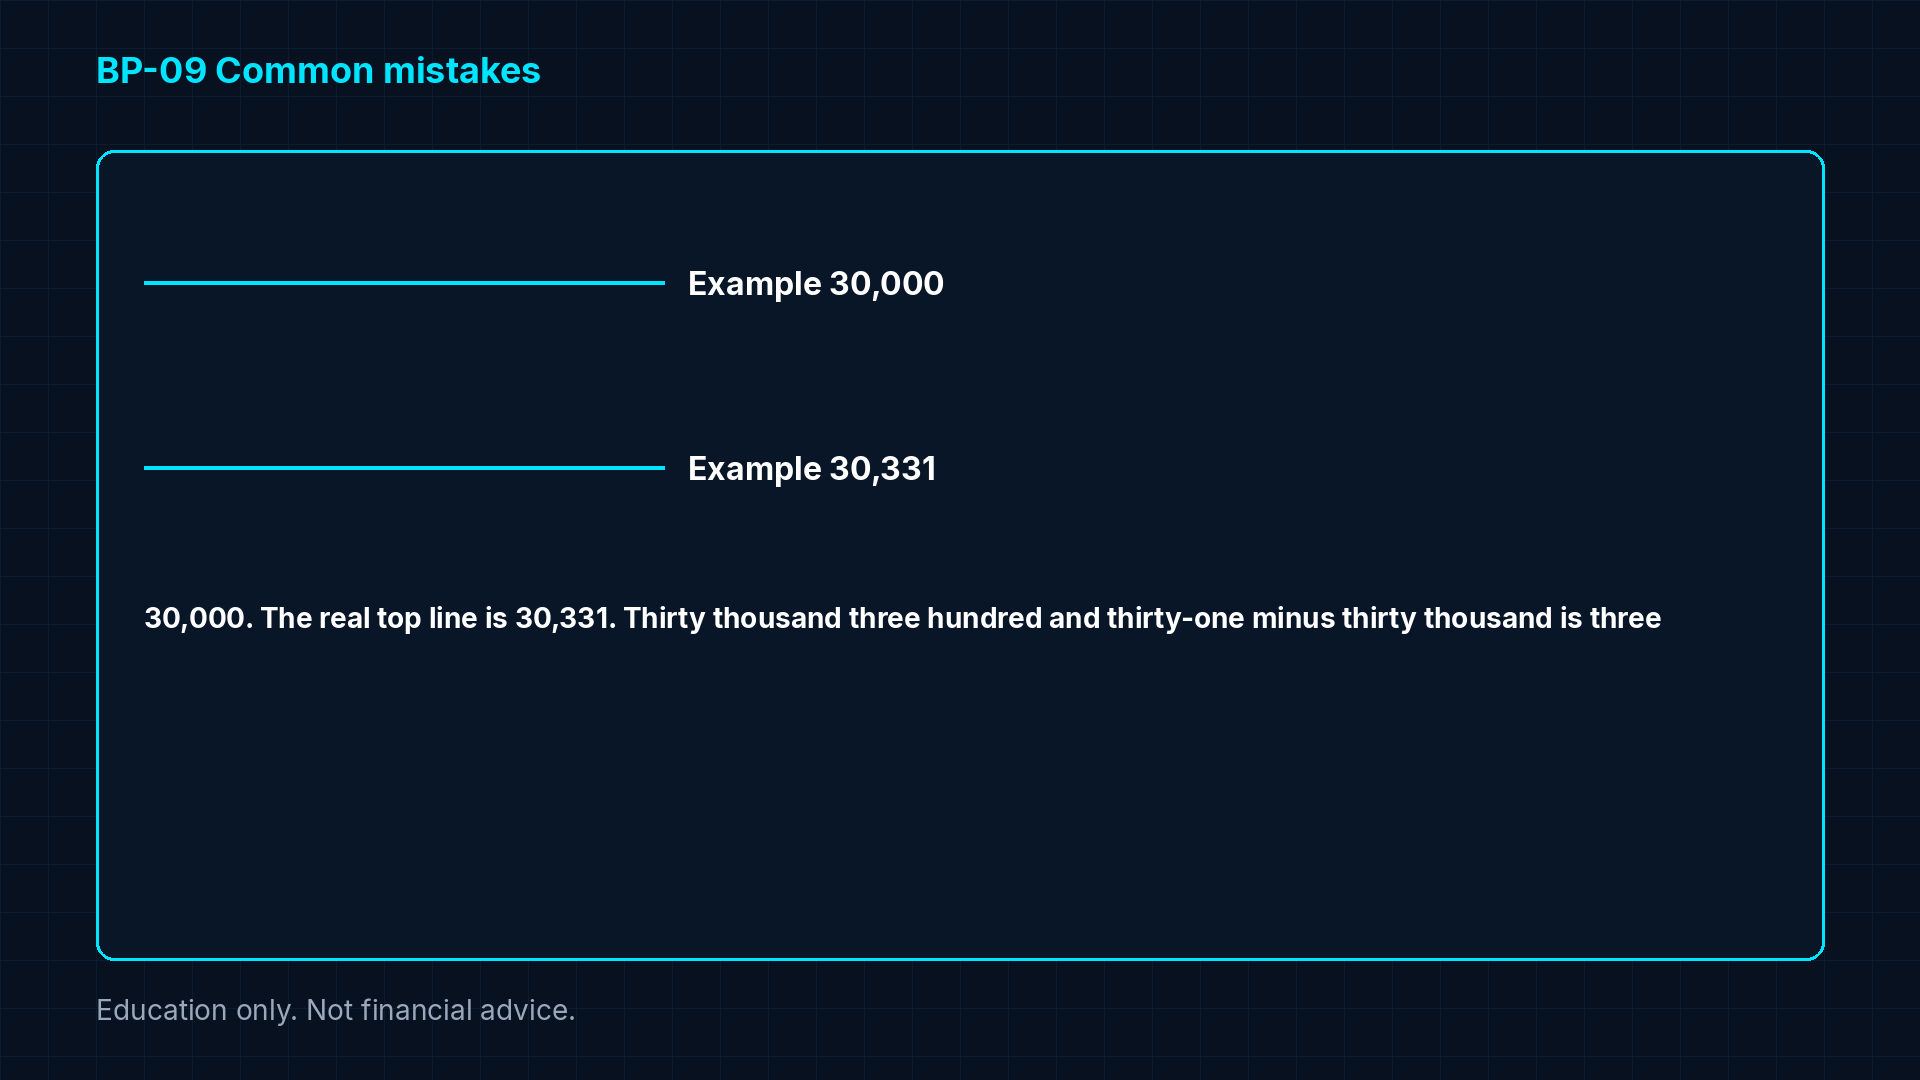 BP-09 Common mistakes
Example 30,000
Example 30,331
30,000. The real top line is 30,331. Thirty thousand three hundred and thirty-one minus thirty thousand is three
Education only. Not financial advice.